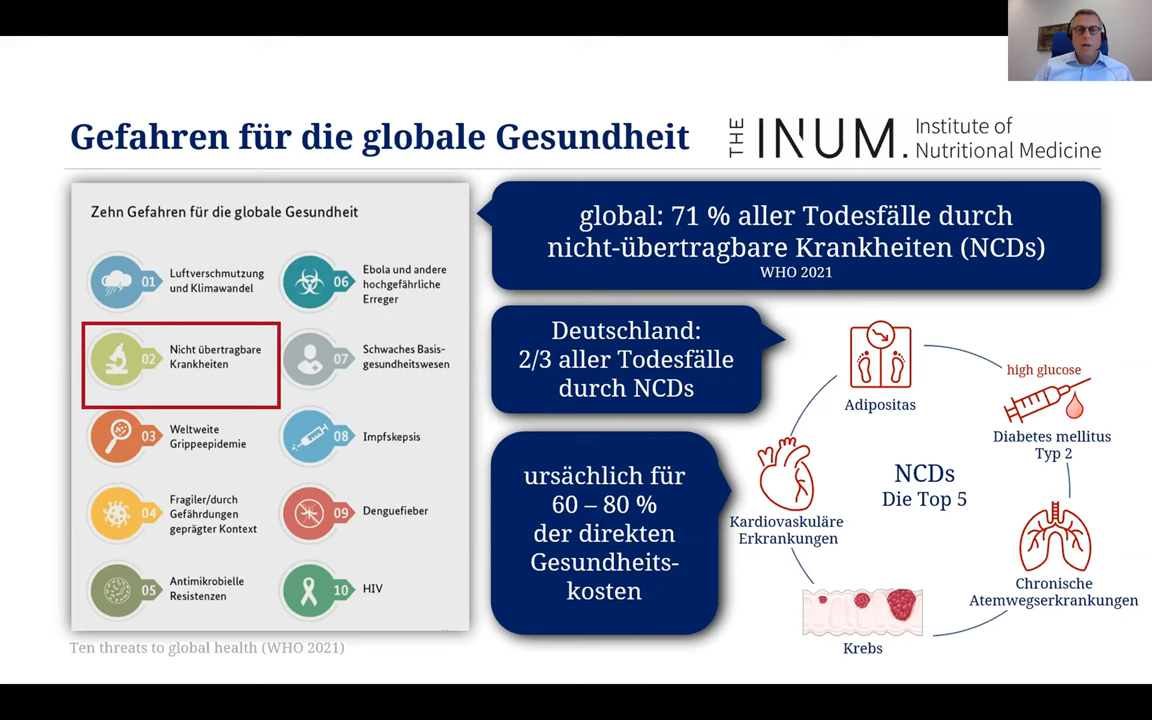 Gefahren für die globale Gesundheit
THE INUM.
Institute of
Nutritional Medicine
Zehn Gefahren für die globale Gesundheit
01
Luftverschmutzung
und Klimawandel
02
Nicht übertragbare
Krankheiten
03
Weltweite
Grippeepidemie
04
Fragiler/durch
Gefährdungen
geprägter Kontext
05
Antimikrobielle
Resistenzen
06
Ebola und andere
hochgefährliche
Erreger
07
Schwaches Basis-
gesundheitswesen
08
Impfskepsis
09
Denguefieber
10
HIV
Ten threats to global health (WHO 2021)
global: 71 % aller Todesfälle durch
nicht-übertragbare Krankheiten (NCDs)
WHO 2021
Deutschland:
2/3 aller Todesfälle
durch NCDs
ursächlich für
60 – 80 %
der direkten
Gesundheits-
kosten
Adipositas
high glucose
Diabetes mellitus
Typ 2
NCDs
Die Top 5
Kardiovaskuläre
Erkrankungen
Chronische
Atemwegserkrankungen
Krebs